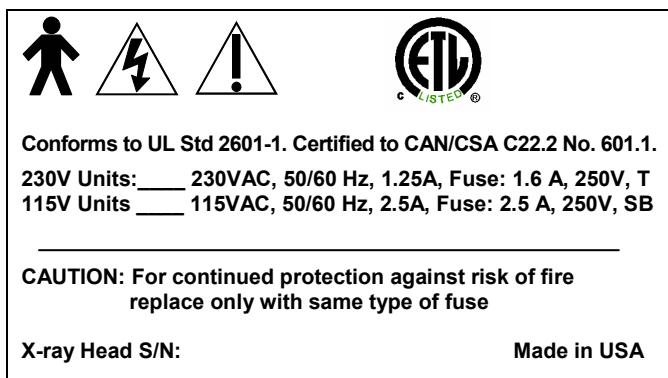 ETL
C LISTED ®
Conforms to UL Std 2601-1. Certified to CAN/CSA C22.2 No. 601.1.
230V Units:____ 230VAC, 50/60 Hz, 1.25A, Fuse: 1.6 A, 250V, T
115V Units ____ 115VAC, 50/60 Hz, 2.5A, Fuse: 2.5 A, 250V, SB
CAUTION: For continued protection against risk of fire
replace only with same type of fuse
X-ray Head S/N: Made in USA